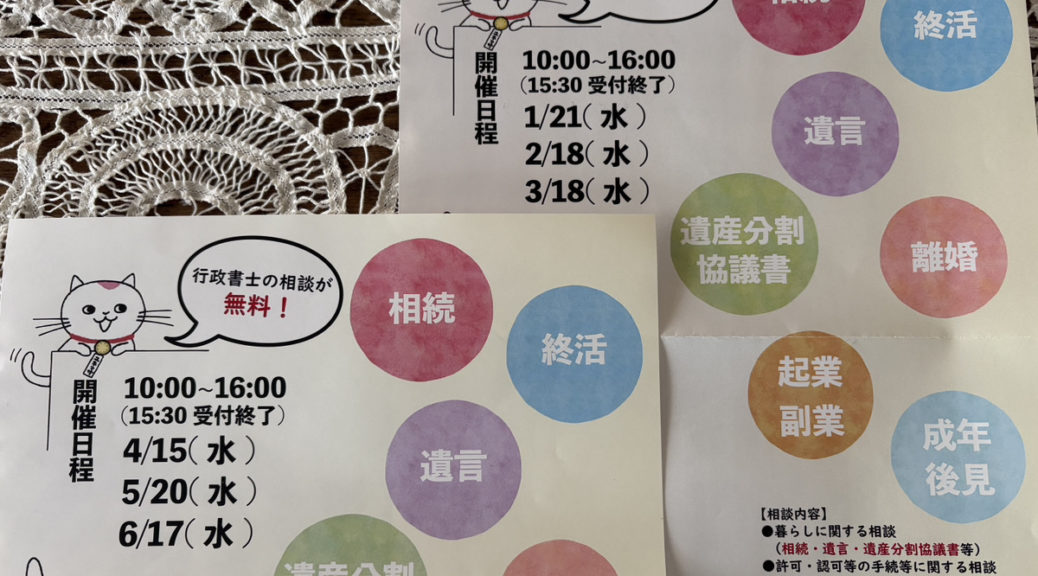 相続
終活
開催日程
10:00~16:00
(15:30 受付終了)
1/21(水)
2/18(水)
3/18(水)
遺言
遺産分割
協議書
離婚
起業
副業
成年
後見
【相談内容】
●暮らしに関する相談
(相続・遺言・遺産分割協議書等)
●許可・認可等の手続等に関する相談
行政書士の相談が
無料!
相続
終活
開催日程
10:00~16:00
(15:30 受付終了)
4/15(水)
5/20(水)
6/17(水)
遺言
遺産分割